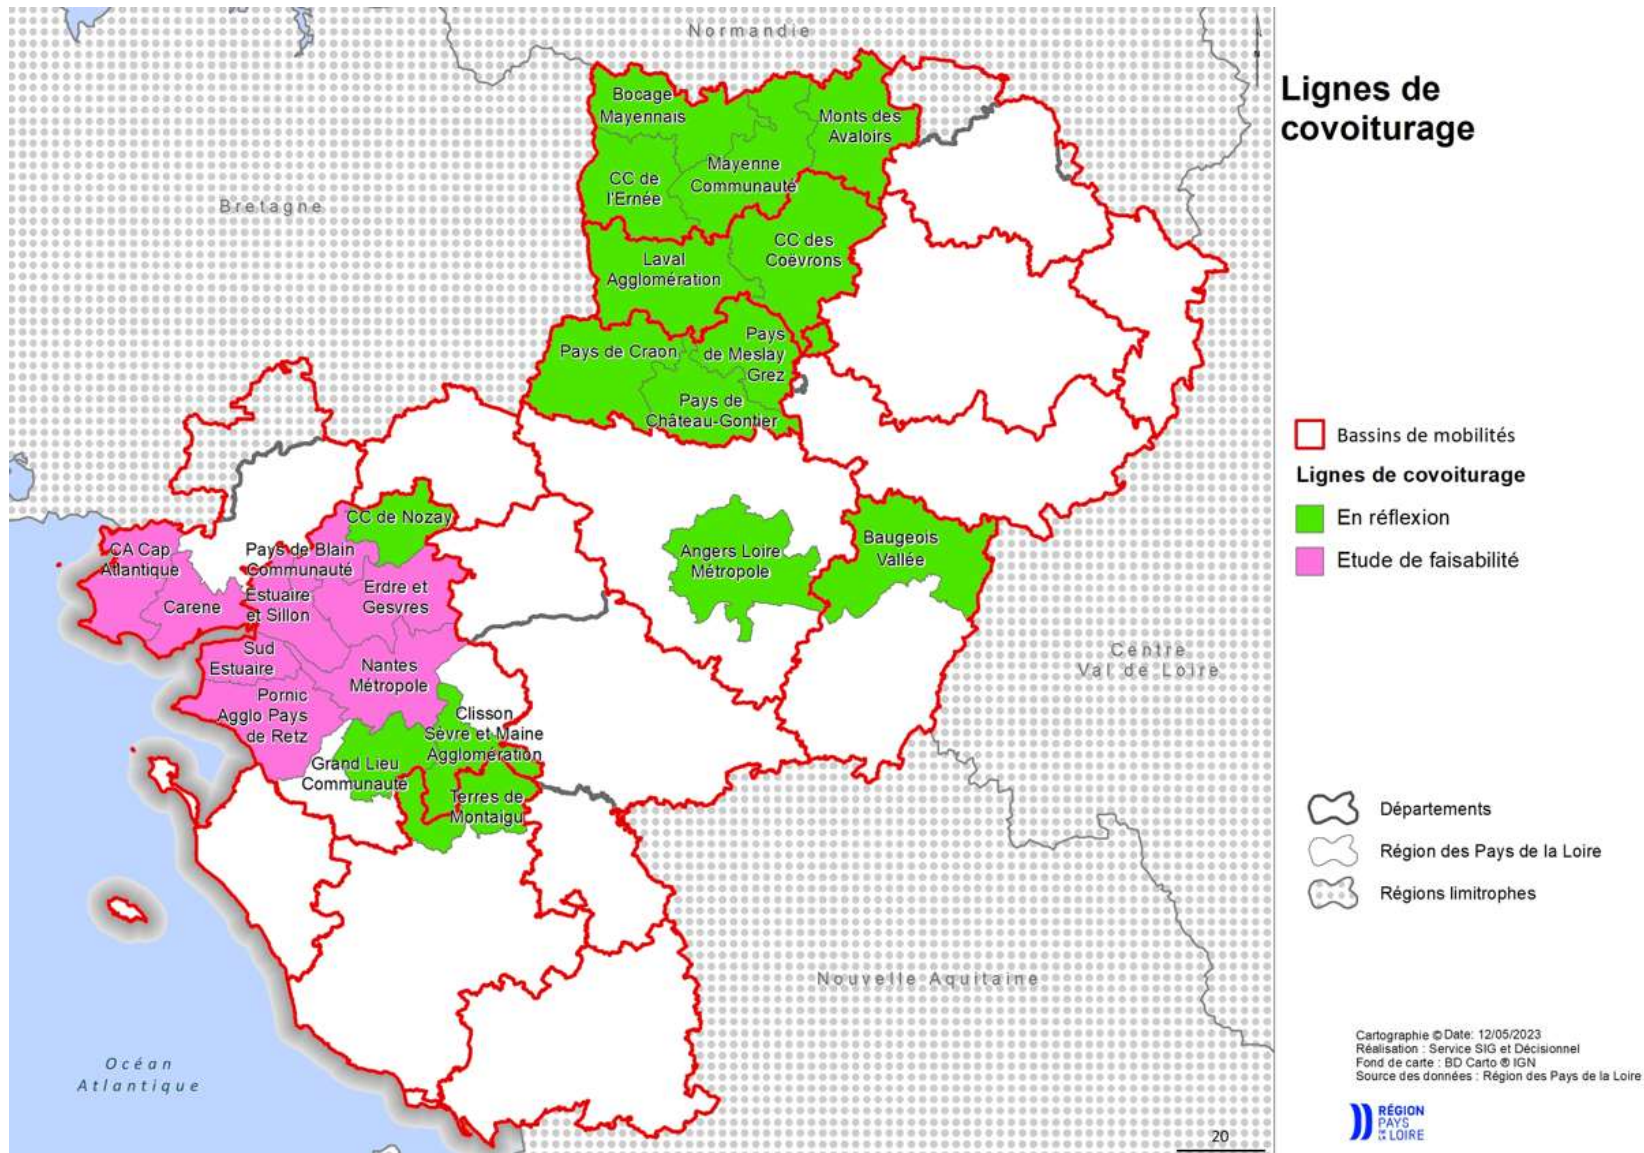 Normandie
Lignes de
covoiturage
Bocage
Mayennais
Monts des
Avaloirs
Mayenne
Communauté
CC de
l'Ernée
Bretagne
CC des
Coëvrons
Laval
Agglomération
Pays de Craon
Pays
de Meslay
Grez
Pays de
Château-Gontier
Bassins de mobilités
Lignes de covoiturage
En réflexion
Etude de faisabilité
CC de Nozay
CA Cap
Atlantique
Pays de Blain
Communauté
Angers Loire
Métropole
Baugeois
Vallée
Carene
Estuaire
et Sillon
Erdre et
Gesvres
Sud
Estuaire
Nantes
Métropole
Centre
Val de Loire
Pornic
Agglo Pays
de Retz
Clisson
Sèvre et Maine
Agglomération
Grand Lieu
Communauté
Terres de
Montaigu
Départements
Région des Pays de la Loire
Régions limitrophes
Nouvelle Aquitaine
Océan
Atlantique
Cartographie © Date: 12/05/2023
Réalisation : Service SIG et Décisionnel
Fond de carte : BD Carto ® IGN
Source des données : Région des Pays de la Loire
RÉGION
PAYS
DE LA LOIRE
20